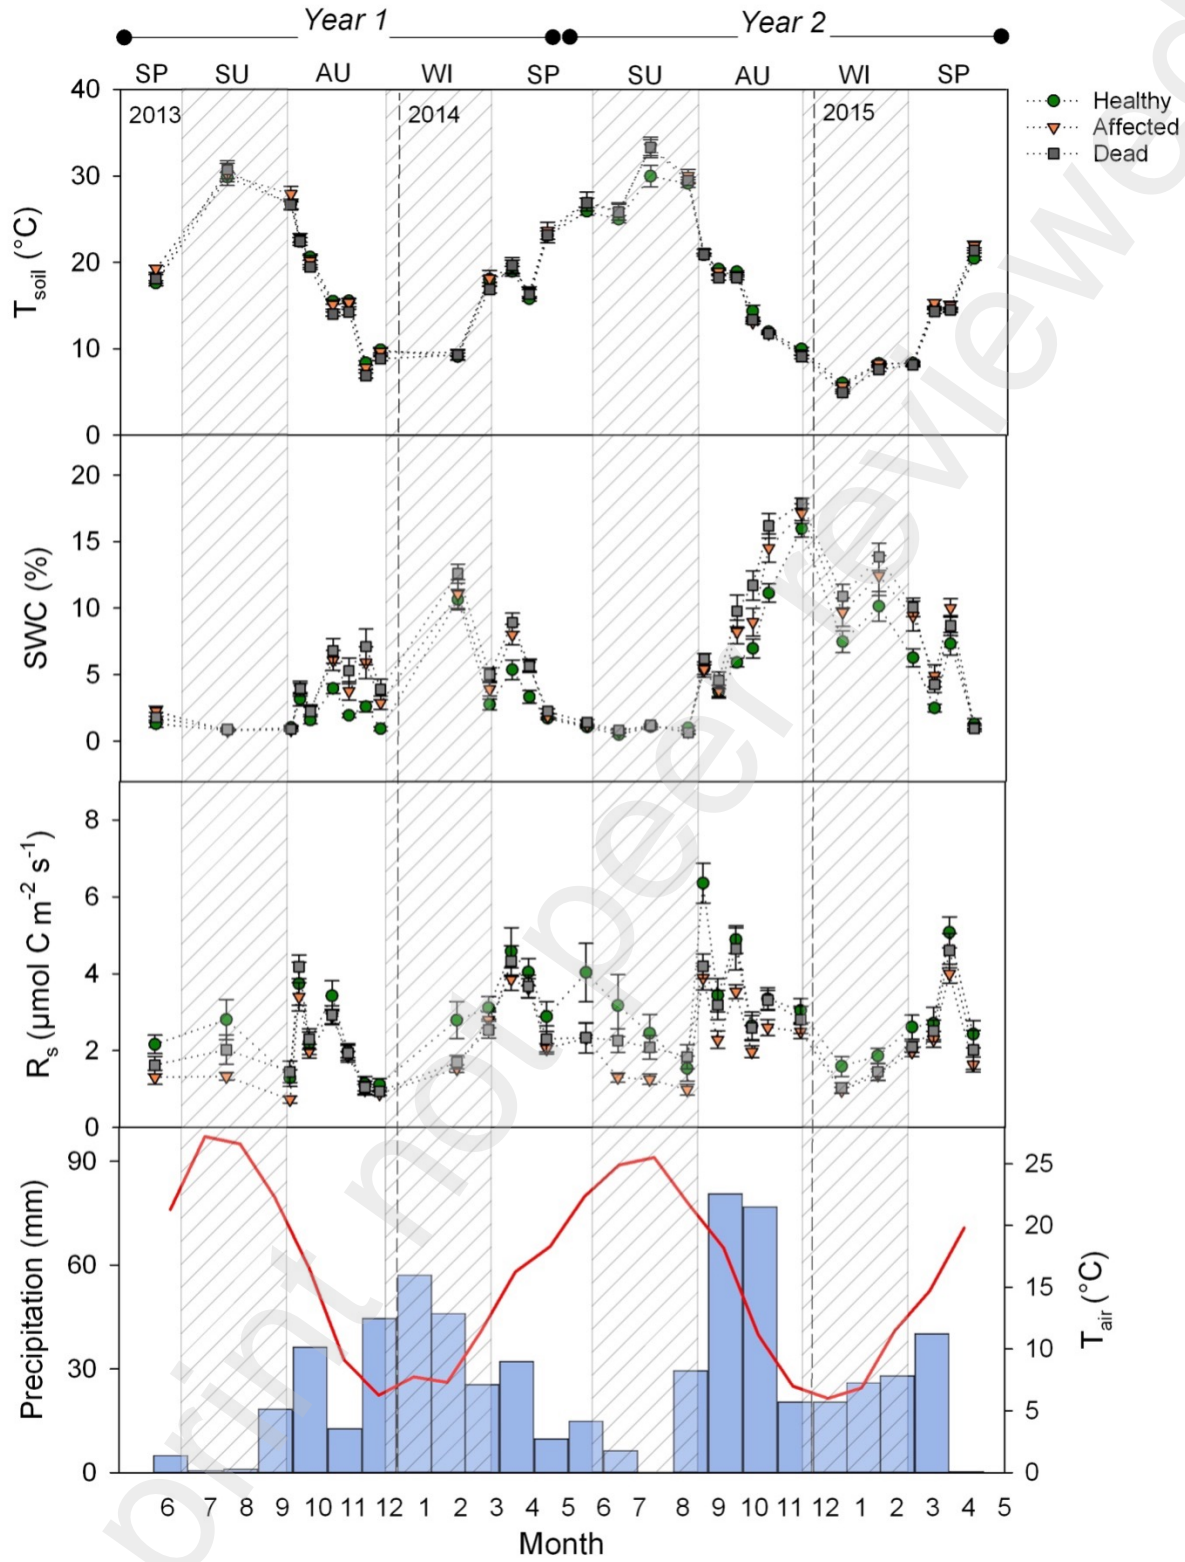 Year 1 Year 2
SP SU AU WI SP SU AU WI SP
40 2013 2014 2015
Healthy
Affected
Dead
30
20
10
0
T_soil (°C)
20
15
10
5
0
SWC (%)
8
6
4
2
0
R_s (µmol C m⁻² s⁻¹)
90
60
30
0
Precipitation (mm)
25
20
15
10
5
0
T_air (°C)
6 7 8 9 10 11 12 1 2 3 4 5 6 7 8 9 10 11 12 1 2 3 4 5
Month
print not peer reviewed